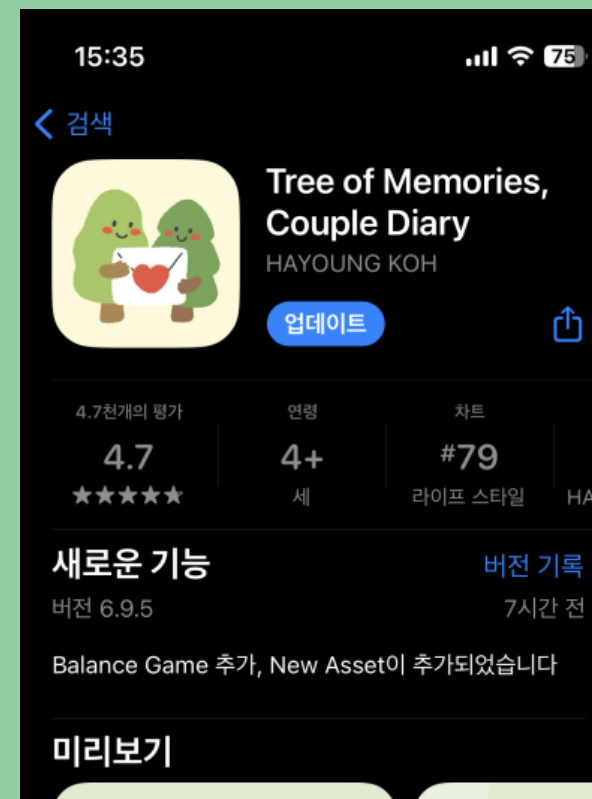 15:35
75
검색
Tree of Memories,
Couple Diary
HAYOUNG KOH
업데이트
4.7천개의 평가
연령
차트
4.7
4+
#79
★★★★★
세
라이프 스타일
HA
새로운 기능
버전 기록
버전 6.9.5
7시간 전
Balance Game 추가, New Asset이 추가되었습니다
미리보기